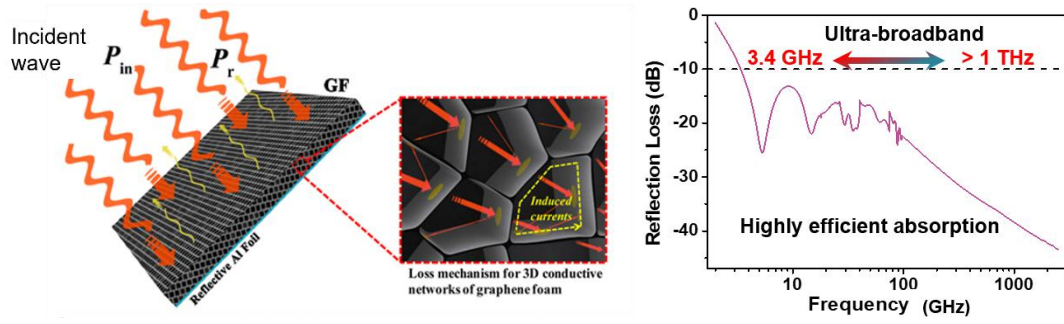 Incident
wave
Pin
Pr
GF
Reflective Al Foil
Induced
currents
Loss mechanism for 3D conductive
networks of graphene foam
Reflection Loss (dB)
0
-10
-20
-30
-40
Ultra-broadband
3.4 GHz
> 1 THz
Highly efficient absorption
10
100
1000
Frequency (GHz)